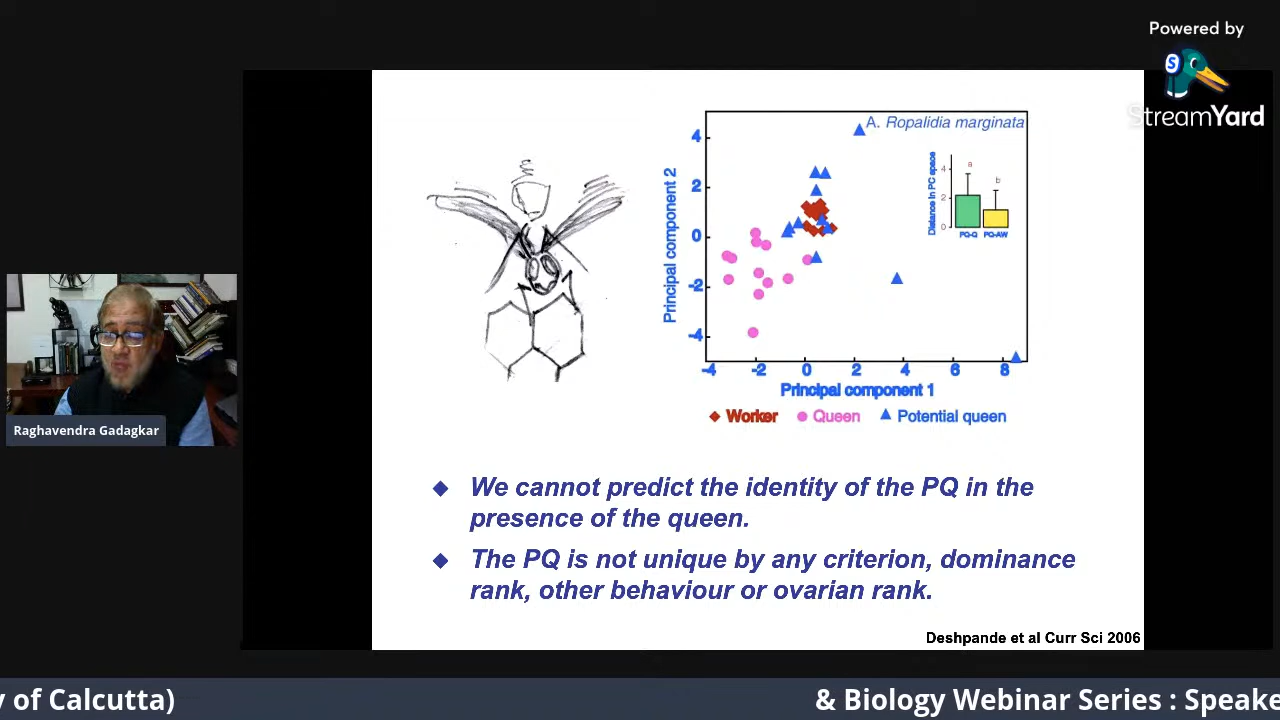 Powered by
StreamYard
A. Ropalidia marginata
Principal component 2
4
2
0
-2
-4
Distance in PC space
4
2
0
a
b
PQ-Q
PQ-AW
-4
-2
0
2
4
6
8
Principal component 1
Worker
Queen
Potential queen
Raghavendra Gadagkar
We cannot predict the identity of the PQ in the
presence of the queen.
The PQ is not unique by any criterion, dominance
rank, other behaviour or ovarian rank.
Deshpande et al Curr Sci 2006
y of Calcutta)
& Biology Webinar Series : Speake